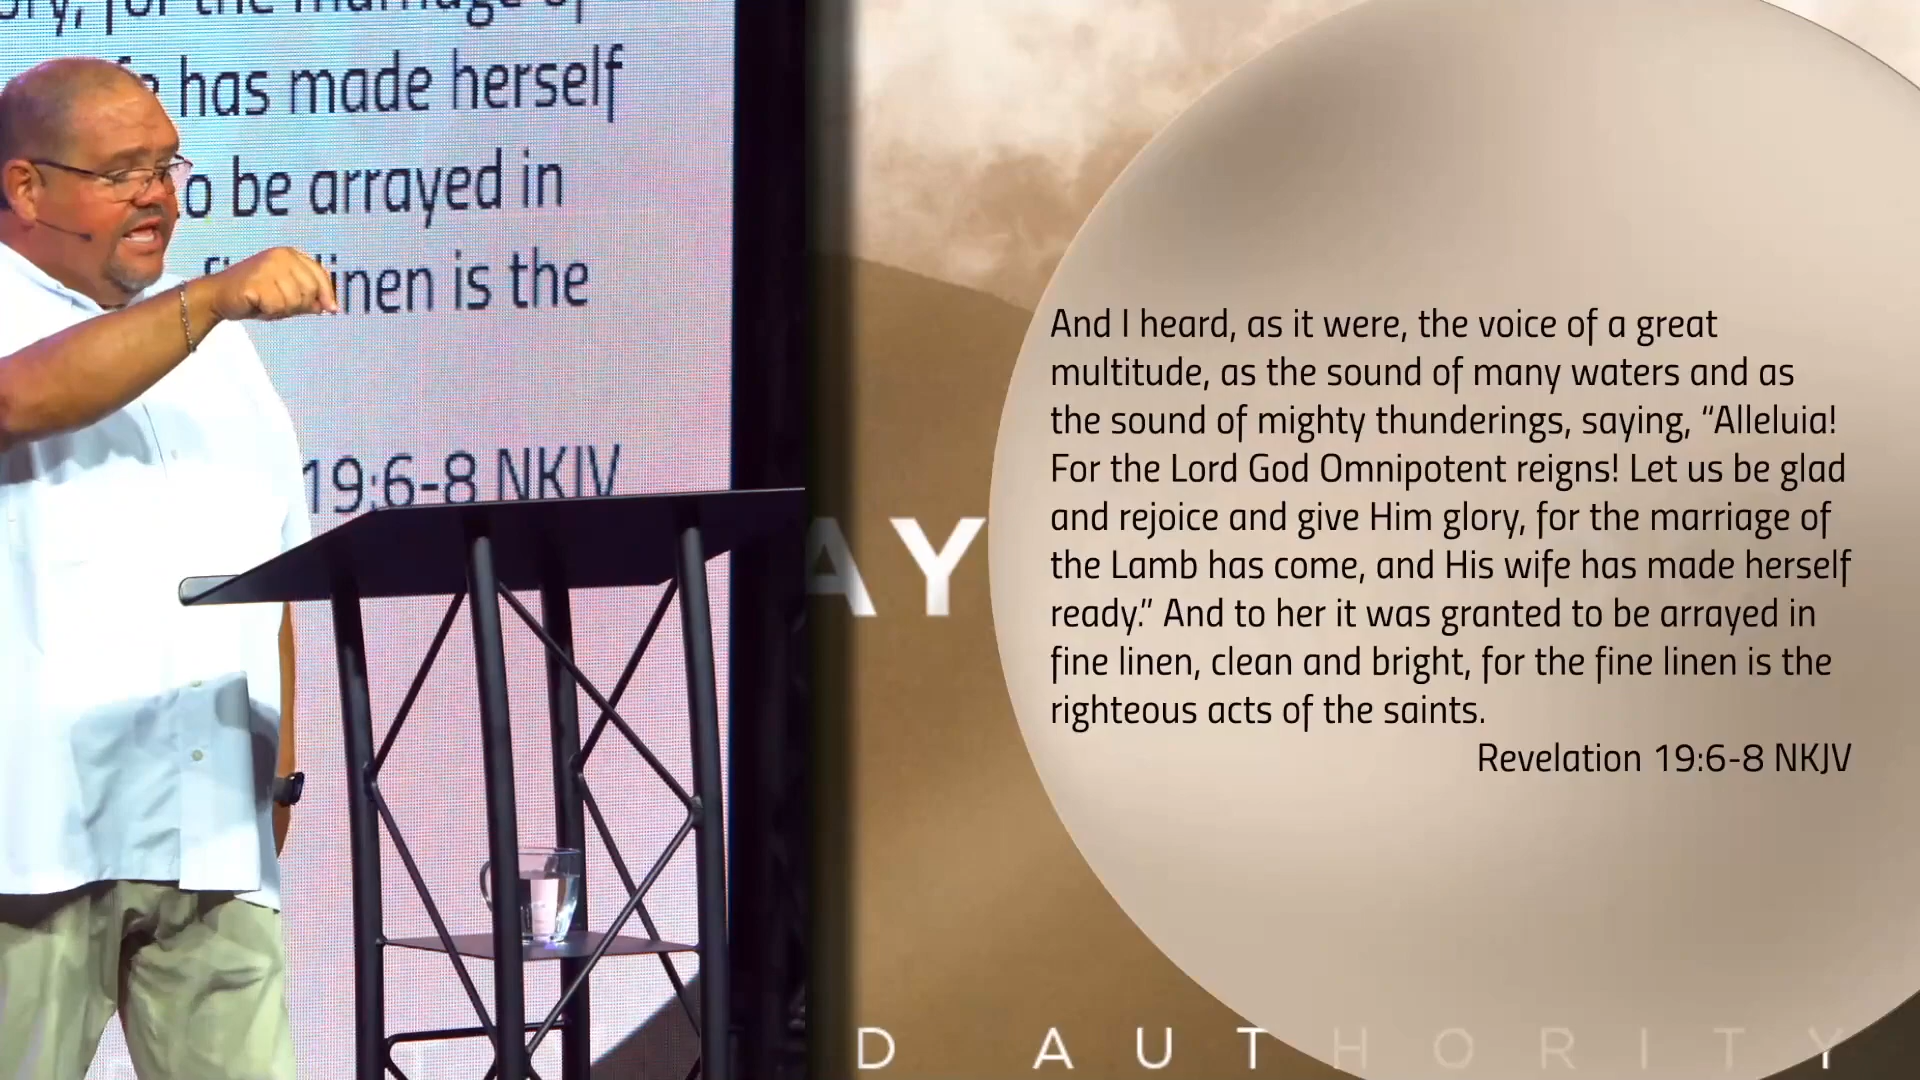 has made herself
be arrayed in
is the
19:6-8 NKJV
AY
And I heard, as it were, the voice of a great
multitude, as the sound of many waters and as
the sound of mighty thunderings, saying, “Alleluia!
For the Lord God Omnipotent reigns! Let us be glad
and rejoice and give Him glory, for the marriage of
the Lamb has come, and His wife has made herself
ready.” And to her it was granted to be arrayed in
fine linen, clean and bright, for the fine linen is the
righteous acts of the saints.
Revelation 19:6-8 NKJV
D AUTHORITY